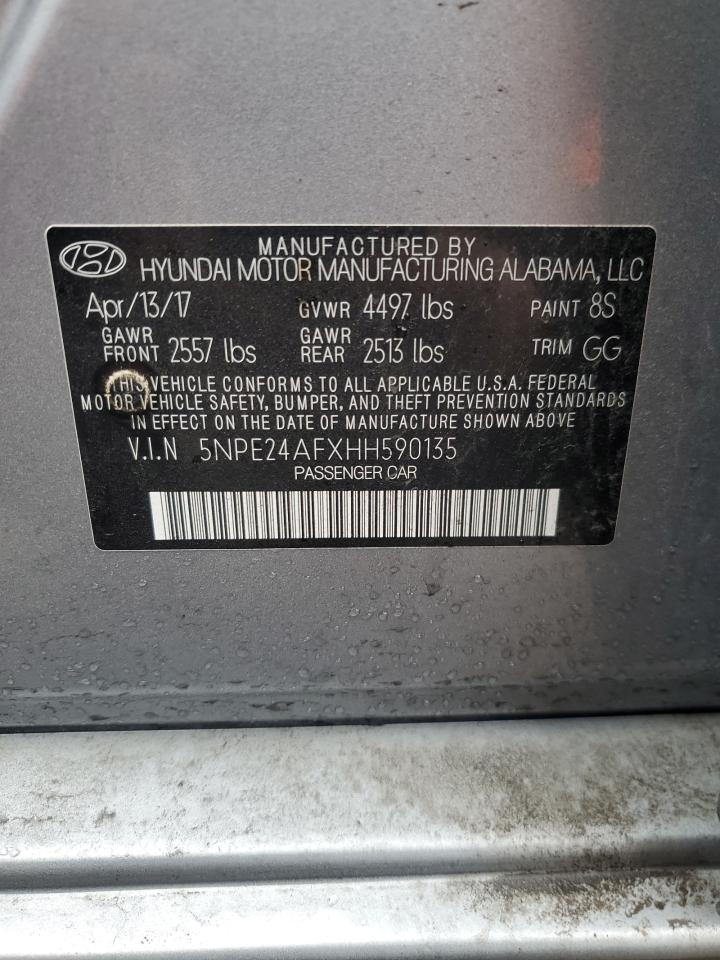 MANUFACTURED BY
HYUNDAI MOTOR MANUFACTURING ALABAMA, LLC
Apr/13/17 GVWR 4497 lbs PAINT 8S
GAWR FRONT 2557 lbs GAWR REAR 2513 lbs TRIM GG
THIS VEHICLE CONFORMS TO ALL APPLICABLE U.S.A. FEDERAL
MOTOR VEHICLE SAFETY, BUMPER, AND THEFT PREVENTION STANDARDS
IN EFFECT ON THE DATE OF MANUFACTURE SHOWN ABOVE
V.I.N 5NPE24AFXHH590135
PASSENGER CAR